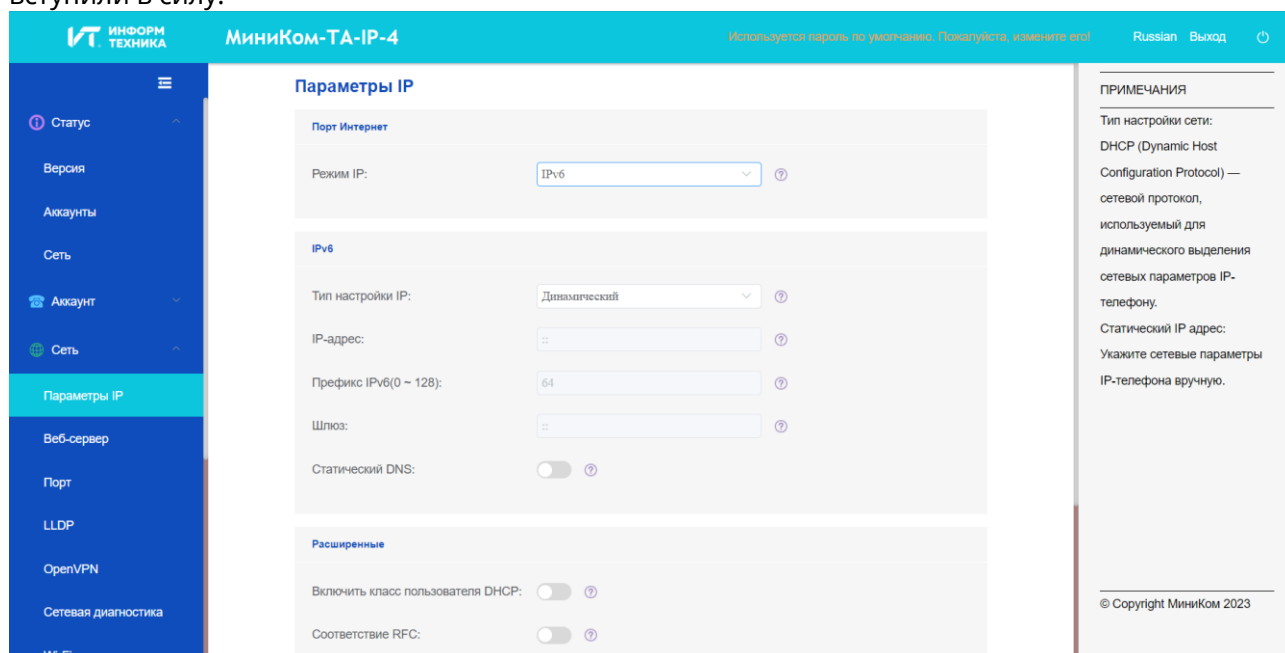 вступили в силу.
ИНФОРМ
ТЕХНИКА
МиниКом-TA-IP-4
Используется пароль по умолчанию. Пожалуйста, измените его!
Russian Выход
Статус
Версия
Аккаунты
Сеть
Аккаунт
Сеть
Параметры IP
Веб-сервер
Порт
LLDP
OpenVPN
Сетевая диагностика
Параметры IP
Порт Интернет
Режим IP: IPv6
IPv6
Тип настройки IP: Динамический
IP-адрес: ::
Префикс IPv6(0 ~ 128): 64
Шлюз: ::
Статический DNS:
Расширенные
Включить класс пользователя DHCP:
Соответствие RFC:
ПРИМЕЧАНИЯ
Тип настройки сети:
DHCP (Dynamic Host
Configuration Protocol) —
сетевой протокол,
используемый для
динамического выделения
сетевых параметров IP-
телефону.
Статический IP адрес:
Укажите сетевые параметры
IP-телефона вручную.
© Copyright МиниКом 2023